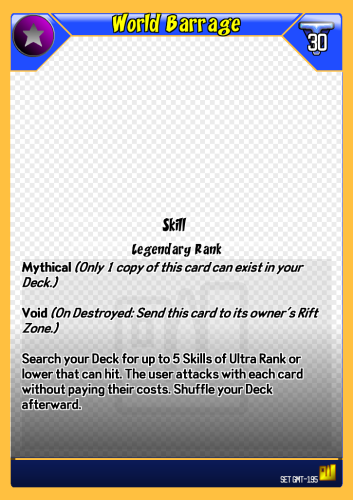 World Barrage
30
Skill
Legendary Rank
Mythical (Only 1 copy of this card can exist in your
Deck.)
Void (On Destroyed: Send this card to its owner's Rift
Zone.)
Search your Deck for up to 5 Skills of Ultra Rank or
lower that can hit. The user attacks with each card
without paying their costs. Shuffle your Deck
afterward.
SET GMT-195